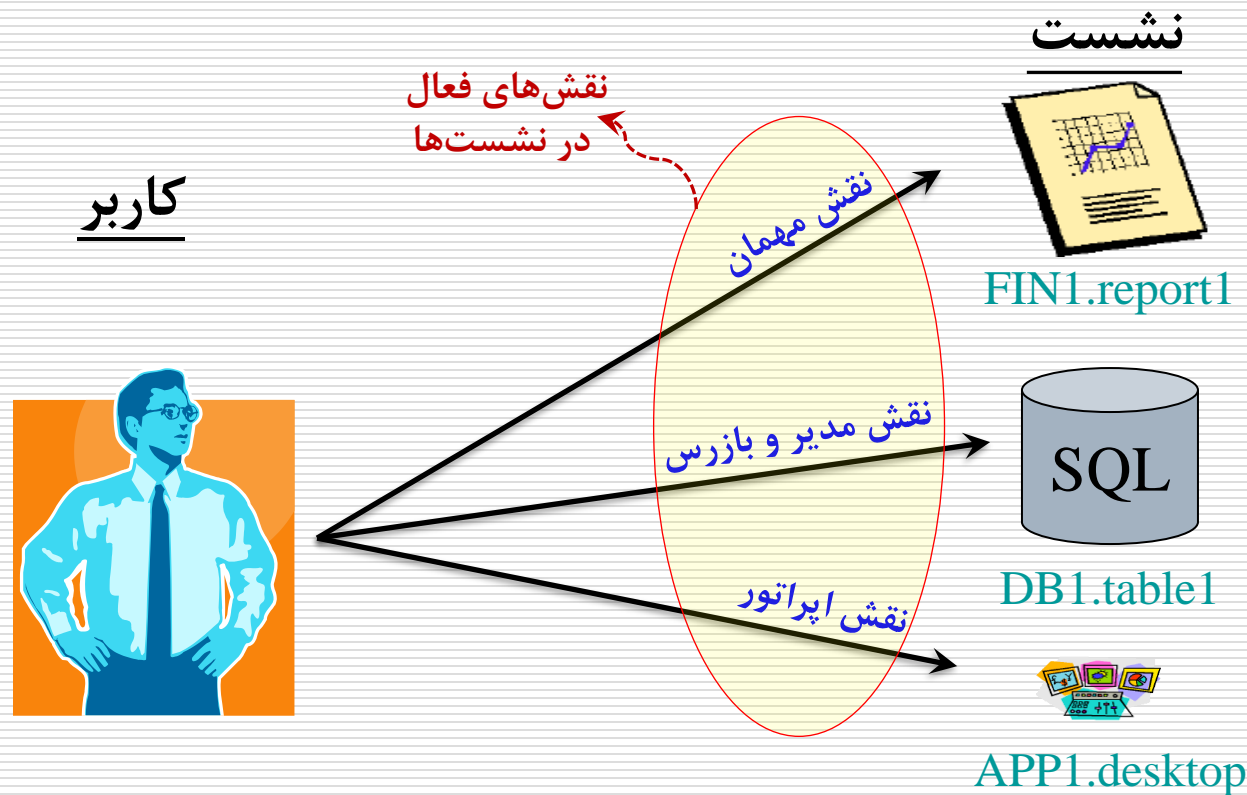 نشست
نقش‌های فعال
در نشست‌ها
کاربر
نقش مهمان
FIN1.report1
نقش مدیر و بازرس
SQL
DB1.table1
نقش اپراتور
APP1.desktop